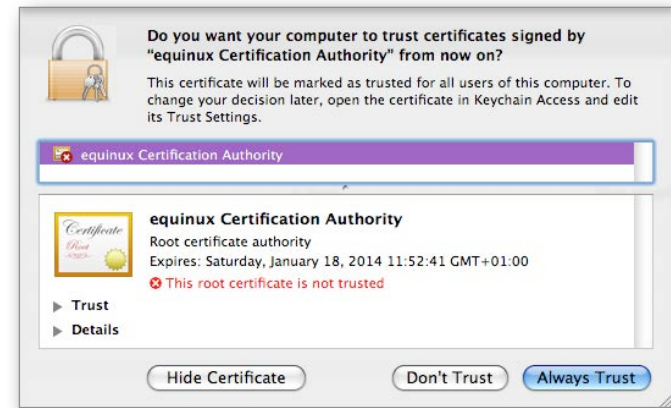 Do you want your computer to trust certificates signed by
“equinux Certification Authority” from now on?
This certificate will be marked as trusted for all users of this computer. To
change your decision later, open the certificate in Keychain Access and edit
its Trust Settings.
equinux Certification Authority
Certificate
Root
equinux Certification Authority
Root certificate authority
Expires: Saturday, January 18, 2014 11:52:41 GMT+01:00
This root certificate is not trusted
Trust
Details
Hide Certificate
Don't Trust
Always Trust